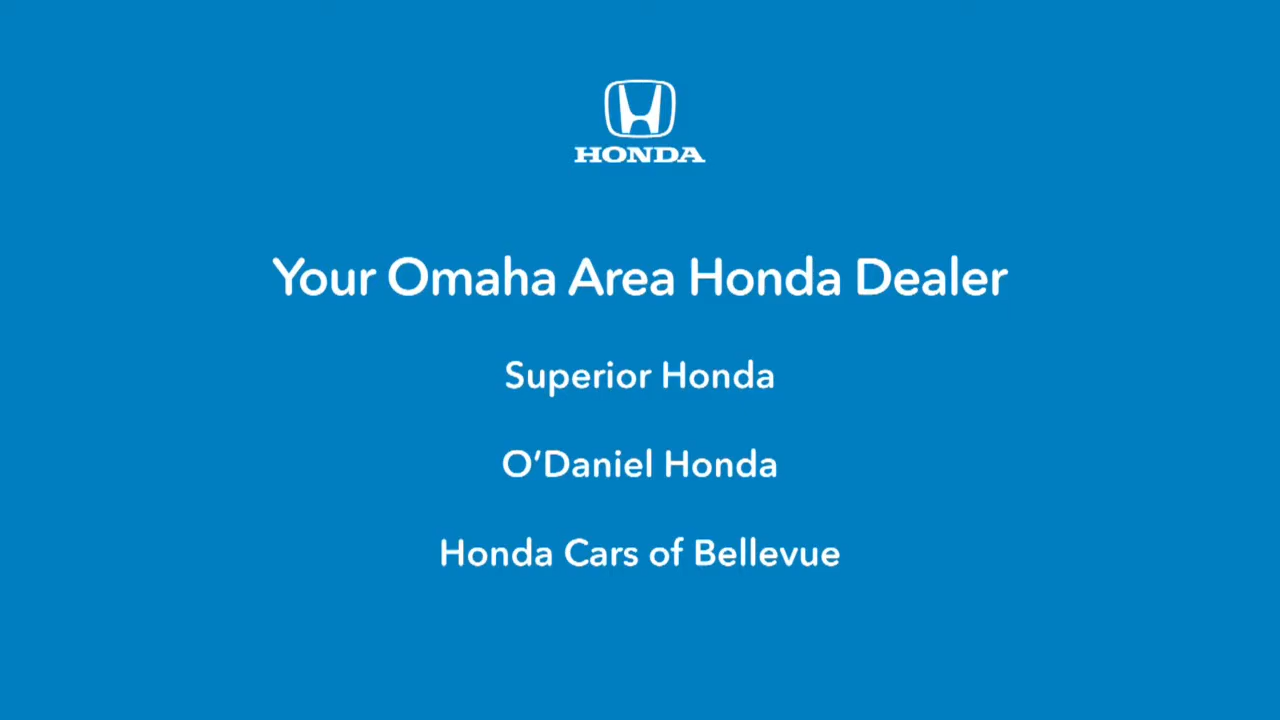 HONDA
Your Omaha Area Honda Dealer
Superior Honda
O’Daniel Honda
Honda Cars of Bellevue